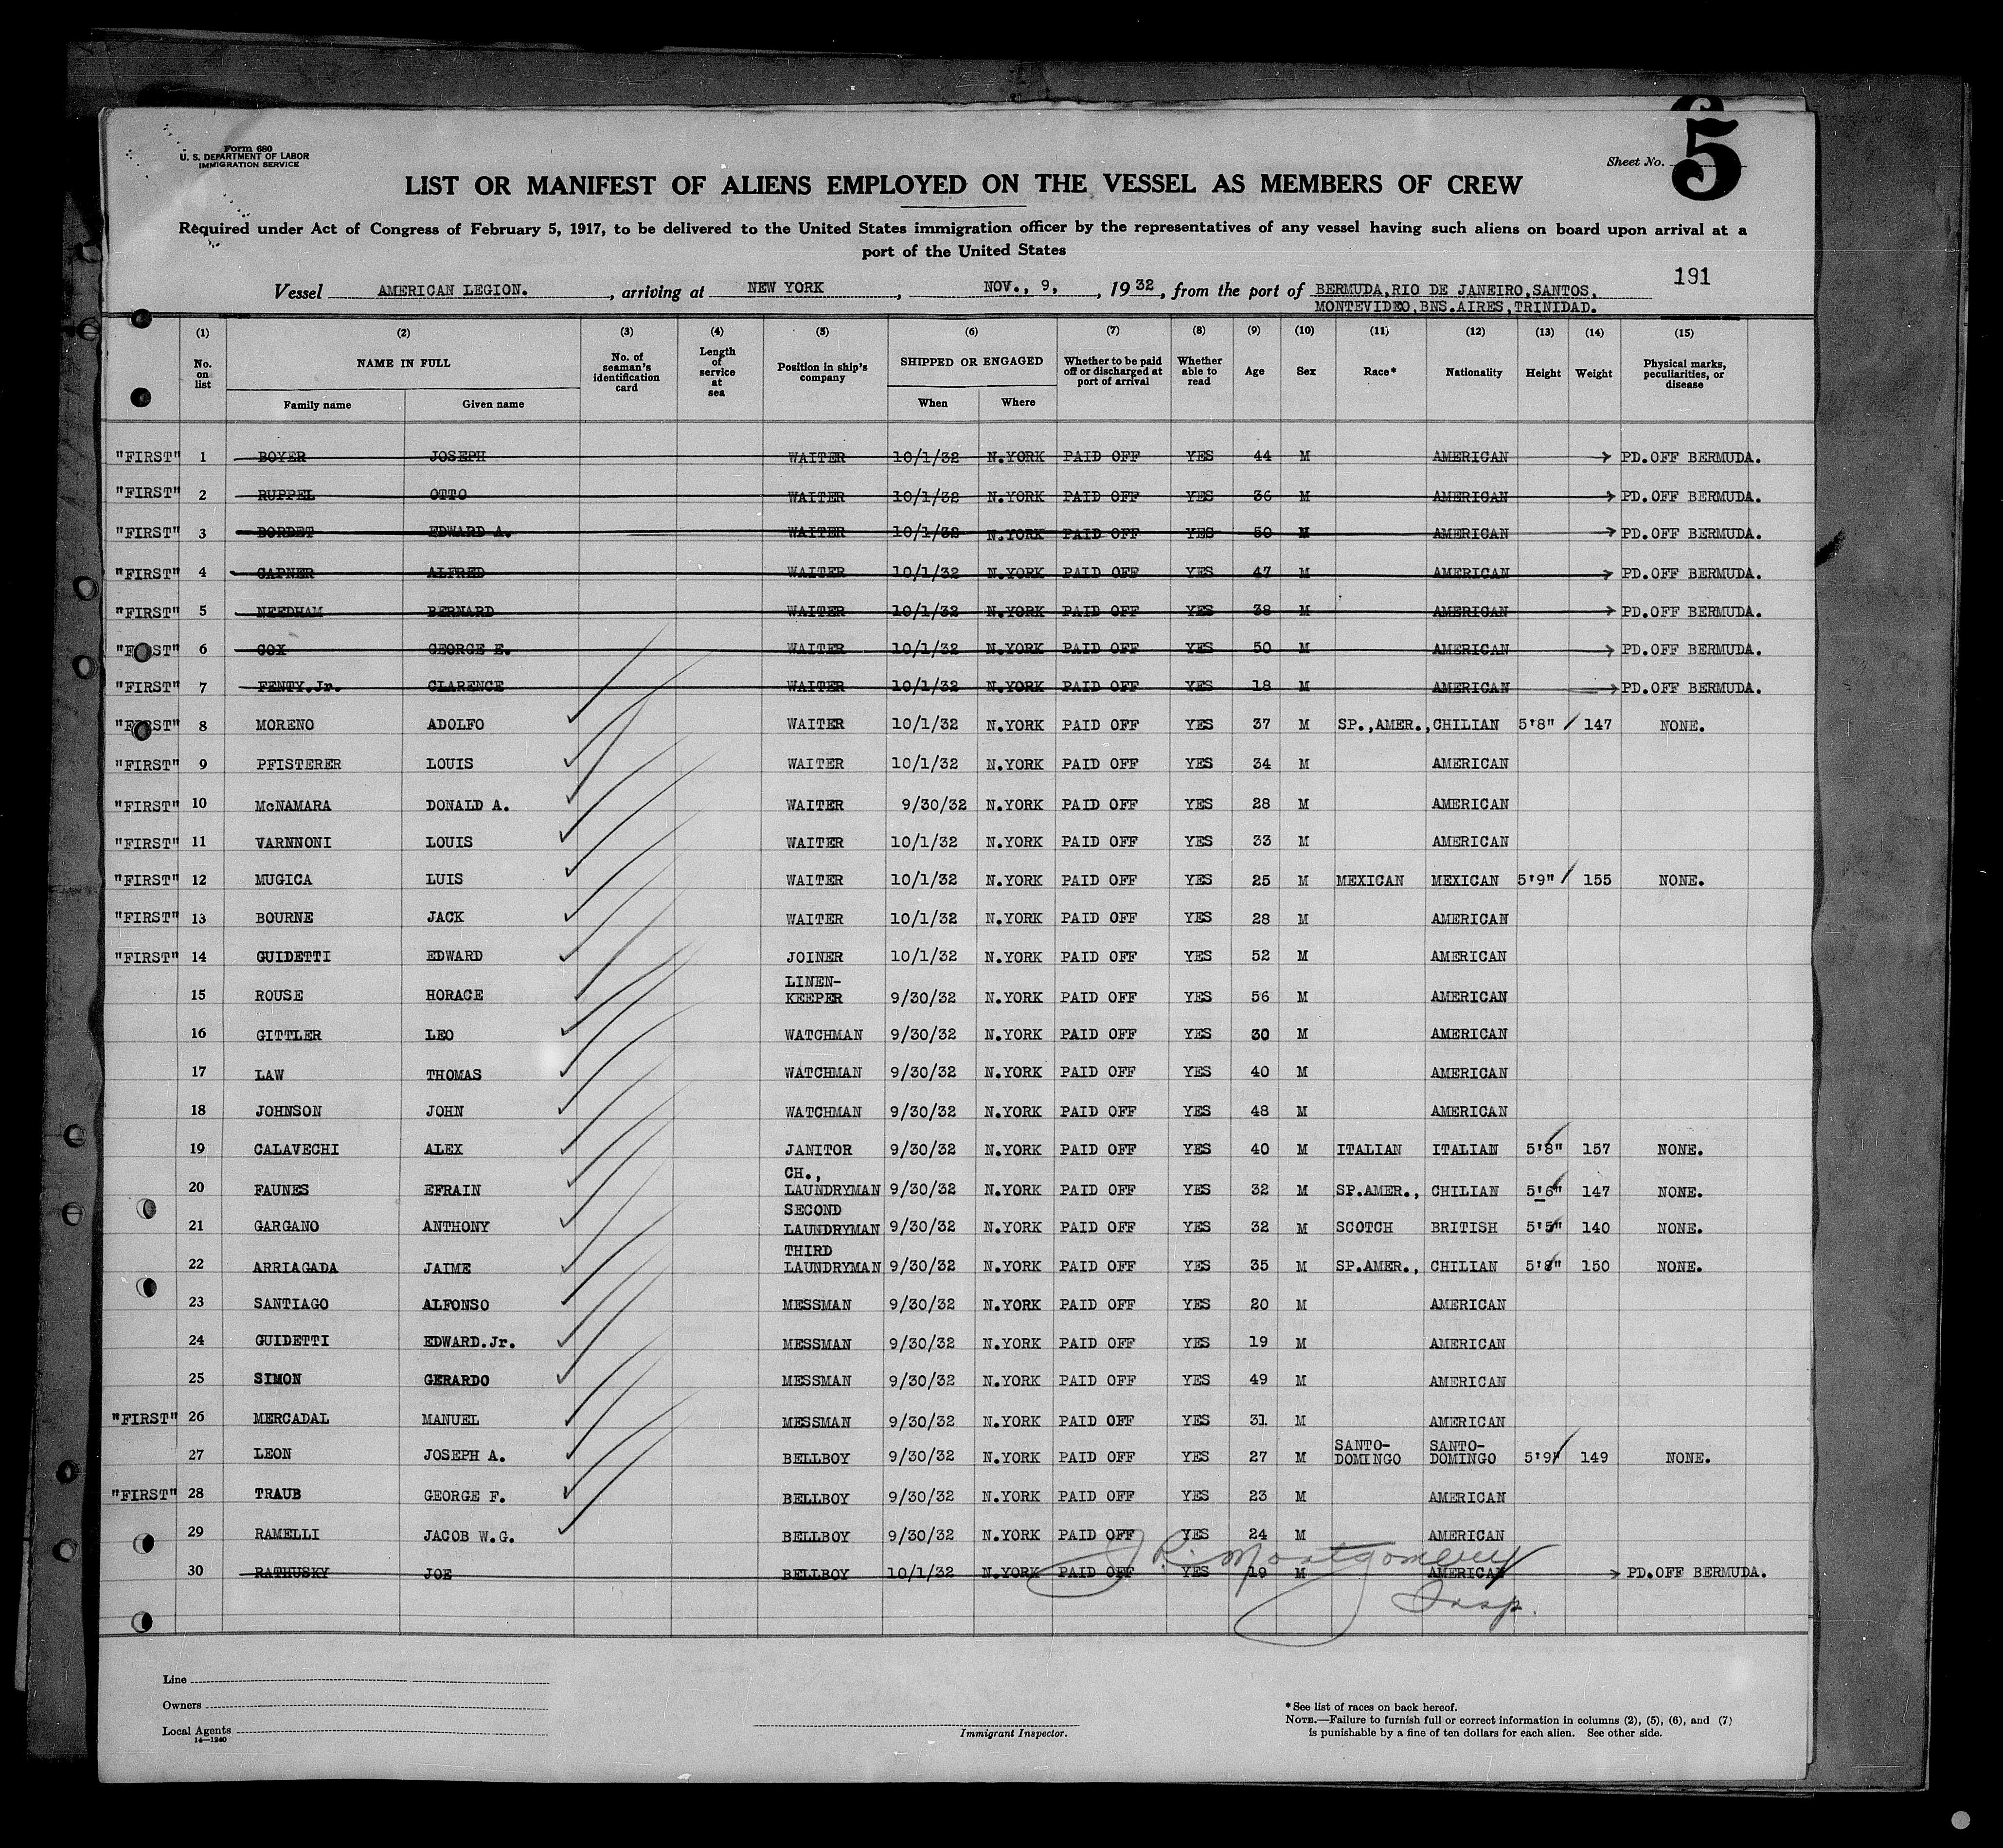 Form 680
U. S. DEPARTMENT OF LABOR
IMMIGRATION SERVICE
Sheet No. 5
LIST OR MANIFEST OF ALIENS EMPLOYED ON THE VESSEL AS MEMBERS OF CREW
Required under Act of Congress of February 5, 1917, to be delivered to the United States immigration officer by the representatives of any vessel having such aliens on board upon arrival at a
port of the United States
191
Vessel AMERICAN LEGION. , arriving at NEW YORK , NOV., 9, , 1932, from the port of BERMUDA,RIO DE JANEIRO,SANTOS,
MONTEVIDEO,BNS.AIRES,TRINIDAD.
(1) (2) (3) (4) (5) (6) (7) (8) (9) (10) (11) (12) (13) (14) (15)
No. on list NAME IN FULL No. of seaman's identification card Length of service at sea Position in ship's company SHIPPED OR ENGAGED Whether to be paid off or discharged at port of arrival Whether able to read Age Sex Race* Nationality Height Weight Physical marks, peculiarities, or disease
Family name Given name When Where
"FIRST" 1 BOYER JOSEPH WAITER 10/1/32 N.YORK PAID OFF YES 44 M AMERICAN PD.OFF BERMUDA.
"FIRST" 2 RUPPEL OTTO WAITER 10/1/32 N.YORK PAID OFF YES 36 M AMERICAN PD.OFF BERMUDA.
"FIRST" 3 BORDET EDWARD A. WAITER 10/1/32 N.YORK PAID OFF YES 50 M AMERICAN PD.OFF BERMUDA.
"FIRST" 4 CAPNER ALFRED WAITER 10/1/32 N.YORK PAID OFF YES 47 M AMERICAN PD.OFF BERMUDA.
"FIRST" 5 NEEDHAM BERNARD WAITER 10/1/32 N.YORK PAID OFF YES 38 M AMERICAN PD.OFF BERMUDA.
"FIRST" 6 COX GEORGE E. WAITER 10/1/32 N.YORK PAID OFF YES 50 M AMERICAN PD.OFF BERMUDA.
"FIRST" 7 FENTY.Jr. CLARENCE WAITER 10/1/32 N.YORK PAID OFF YES 18 M AMERICAN PD.OFF BERMUDA.
"FIRST" 8 MORENO ADOLFO WAITER 10/1/32 N.YORK PAID OFF YES 37 M SP.,AMER., CHILIAN 5'8" 147 NONE.
"FIRST" 9 PFISTERER LOUIS WAITER 10/1/32 N.YORK PAID OFF YES 34 M AMERICAN
"FIRST" 10 McNAMARA DONALD A. WAITER 9/30/32 N.YORK PAID OFF YES 28 M AMERICAN
"FIRST" 11 VARNNONI LOUIS WAITER 10/1/32 N.YORK PAID OFF YES 33 M AMERICAN
"FIRST" 12 MUGICA LUIS WAITER 10/1/32 N.YORK PAID OFF YES 25 M MEXICAN MEXICAN 5'9" 155 NONE.
"FIRST" 13 BOURNE JACK WAITER 10/1/32 N.YORK PAID OFF YES 28 M AMERICAN
"FIRST" 14 GUIDETTI EDWARD JOINER 10/1/32 N.YORK PAID OFF YES 52 M AMERICAN
15 ROUSE HORACE LINEN-KEEPER 9/30/32 N.YORK PAID OFF YES 56 M AMERICAN
16 GITTLER LEO WATCHMAN 9/30/32 N.YORK PAID OFF YES 30 M AMERICAN
17 LAW THOMAS WATCHMAN 9/30/32 N.YORK PAID OFF YES 40 M AMERICAN
18 JOHNSON JOHN WATCHMAN 9/30/32 N.YORK PAID OFF YES 48 M AMERICAN
19 CALAVECHI ALEX JANITOR 9/30/32 N.YORK PAID OFF YES 40 M ITALIAN ITALIAN 5'8" 157 NONE.
20 FAUNES EFRAIN CH., LAUNDRYMAN 9/30/32 N.YORK PAID OFF YES 32 M SP.AMER., CHILIAN 5'6" 147 NONE.
21 GARGANO ANTHONY SECOND LAUNDRYMAN 9/30/32 N.YORK PAID OFF YES 32 M SCOTCH BRITISH 5'5" 140 NONE.
22 ARRIAGADA JAIME THIRD LAUNDRYMAN 9/30/32 N.YORK PAID OFF YES 35 M SP.AMER., CHILIAN 5'8" 150 NONE.
23 SANTIAGO ALFONSO MESSMAN 9/30/32 N.YORK PAID OFF YES 20 M AMERICAN
24 GUIDETTI EDWARD.Jr. MESSMAN 9/30/32 N.YORK PAID OFF YES 19 M AMERICAN
25 SIMON GERARDO MESSMAN 9/30/32 N.YORK PAID OFF YES 49 M AMERICAN
"FIRST" 26 MERCADAL MANUEL MESSMAN 9/30/32 N.YORK PAID OFF YES 31 M AMERICAN
27 LEON JOSEPH A. BELLBOY 9/30/32 N.YORK PAID OFF YES 27 M SANTO-DOMINGO SANTO-DOMINGO 5'9" 149 NONE.
"FIRST" 28 TRAUB GEORGE F. BELLBOY 9/30/32 N.YORK PAID OFF YES 23 M AMERICAN
29 RAMELLI JACOB W.G. BELLBOY 9/30/32 N.YORK PAID OFF YES 24 M AMERICAN
J R. Montgomery
30 RATHUSKY JOE BELLBOY 10/1/32 N.YORK PAID OFF YES 19 M AMERICAN PD.OFF BERMUDA.
Insp.
Line
Owners
Local Agents
14—1240
Immigrant Inspector.
* See list of races on back hereof.
NOTE.—Failure to furnish full or correct information in columns (2), (5), (6), and (7)
is punishable by a fine of ten dollars for each alien. See other side.